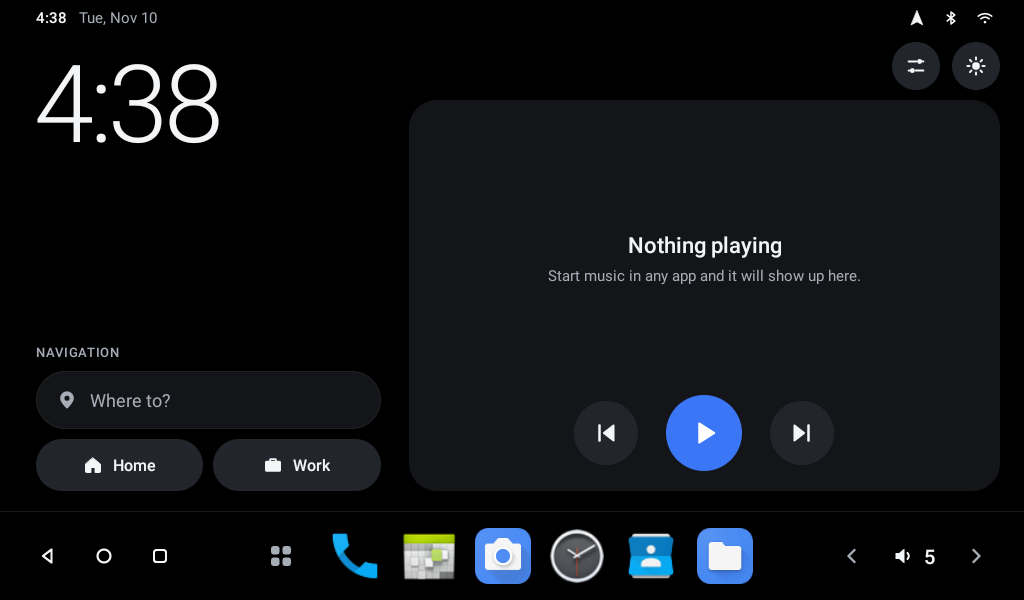 4:38 Tue, Nov 10
4:38
Nothing playing
Start music in any app and it will show up here.
NAVIGATION
Where to?
Home
Work
5